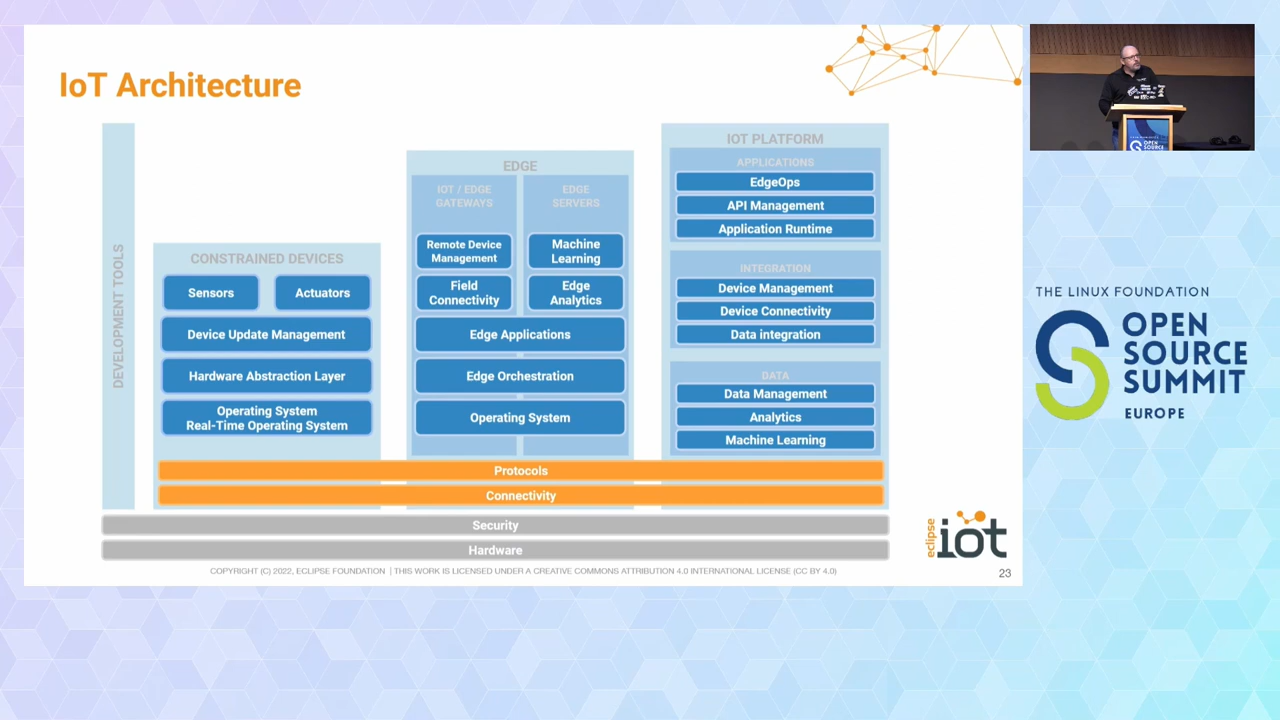 IoT Architecture
DEVELOPMENT TOOLS
CONSTRAINED DEVICES
Sensors
Actuators
Device Update Management
Hardware Abstraction Layer
Operating System
Real-Time Operating System
EDGE
IOT / EDGE
GATEWAYS
EDGE
SERVERS
Remote Device
Management
Machine
Learning
Field
Connectivity
Edge
Analytics
Edge Applications
Edge Orchestration
Operating System
IOT PLATFORM
APPLICATIONS
EdgeOps
API Management
Application Runtime
INTEGRATION
Device Management
Device Connectivity
Data integration
DATA
Data Management
Analytics
Machine Learning
Protocols
Connectivity
Security
Hardware
COPYRIGHT (C) 2022, ECLIPSE FOUNDATION | THIS WORK IS LICENSED UNDER A CREATIVE COMMONS ATTRIBUTION 4.0 INTERNATIONAL LICENSE (CC BY 4.0)
eclipse
iot
23
OPEN
SOURCE
THE LINUX FOUNDATION
OPEN
SOURCE
SUMMIT
EUROPE